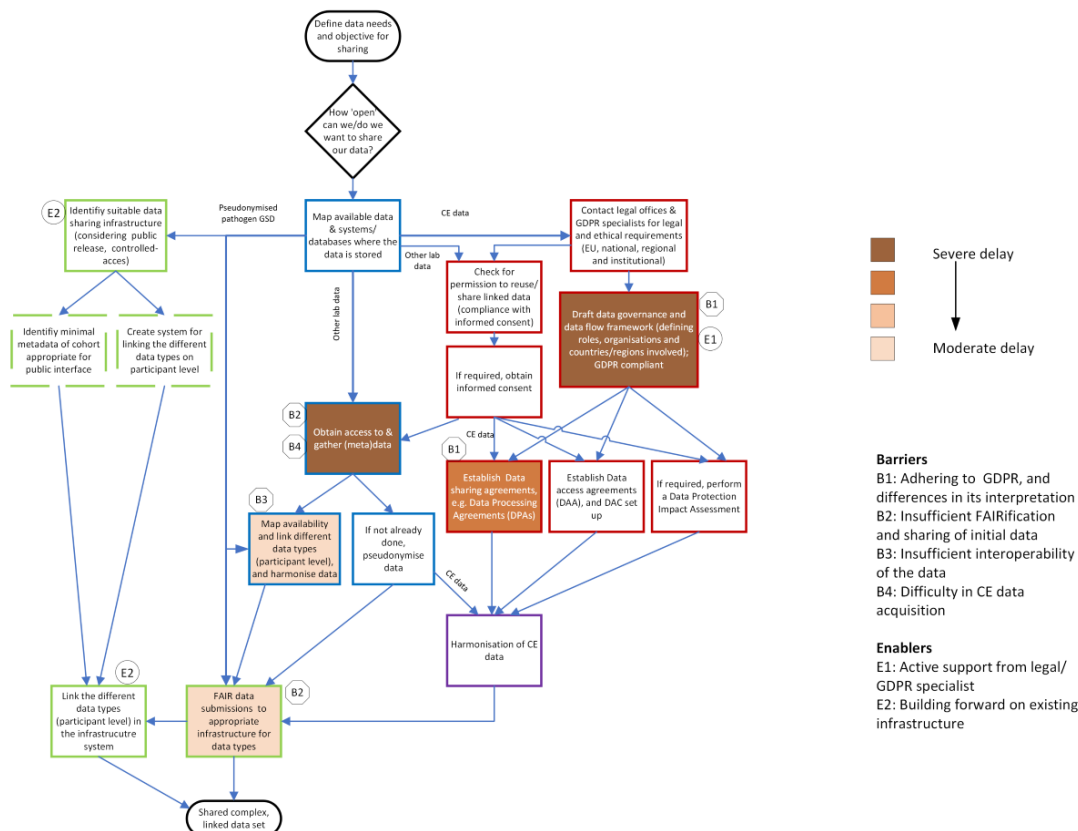 Define data needs
and objective for
sharing
How 'open'
can we/do we
want to share
our data?
E2
Identifiy suitable data
sharing infrastructure
(considering public
release, controlled-
acces)
Pseudonymised
pathogen GSD
Map available data
& systems/
databases where the
data is stored
CE data
Other lab
data
Contact legal offices &
GDPR specialists for legal
and ethical requirements
(EU, national, regional
and institutional)
Check for
permission to reuse/
share linked data
(compliance with
informed consent)
Other lab data
B1
E1
Draft data governance and
data flow framework (defining
roles, organisations and
countries/regions involved);
GDPR compliant
Identifiy minimal
metadata of cohort
appropriate for
public interface
Create system for
linking the different
data types on
participant level
If required, obtain
informed consent
B2
B4
Obtain access to &
gather (meta)data
CE data
B1
Establish Data
sharing agreements,
e.g. Data Processing
Agreements (DPAs)
Establish Data
access agreements
(DAA), and DAC set
up
If required, perform
a Data Protection
Impact Assessment
B3
Map availability
and link different
data types
(participant level),
and harmonise data
If not already
done,
pseudonymise
data
CE data
Harmonisation of CE
data
E2
Link the different
data types
(participant level) in
the infrastrucutre
system
B2
FAIR data
submissions to
appropriate
infrastructure for
data types
Shared complex,
linked data set
Severe delay
Moderate delay
Barriers
B1: Adhering to GDPR, and
differences in its interpretation
B2: Insufficient FAIRification
and sharing of initial data
B3: Insufficient interoperability
of the data
B4: Difficulty in CE data
acquisition
Enablers
E1: Active support from legal/
GDPR specialist
E2: Building forward on existing
infrastructure